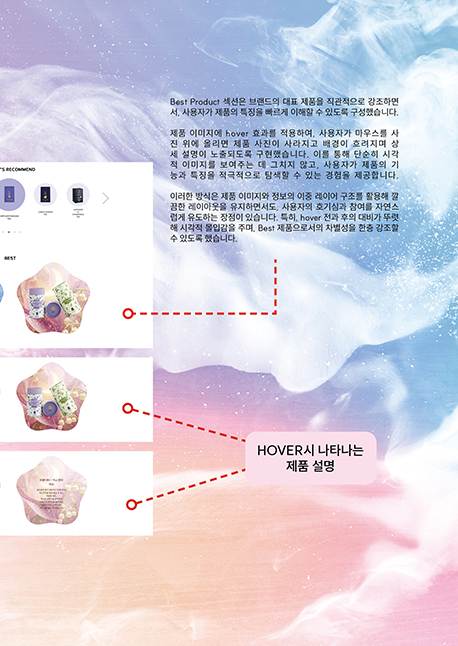 Best Product 섹션은 브랜드의 대표 제품을 직관적으로 강조하면
서, 사용자가 제품의 특징을 빠르게 이해할 수 있도록 구성했습니다.
제품 이미지에 hover 효과를 적용하여, 사용자가 마우스를 사
진 위에 올리면 제품 사진이 사라지고 배경이 흐려지며 상
세 설명이 노출되도록 구현했습니다. 이를 통해 단순히 시각
적 이미지를 보여주는 데 그치지 않고, 사용자가 제품의 기
능과 특징을 적극적으로 탐색할 수 있는 경험을 제공합니다.
이러한 방식은 제품 이미지와 정보의 이중 레이어 구조를 활용해 깔
끔한 레이아웃을 유지하면서도, 사용자의 호기심과 참여를 자연스
럽게 유도하는 장점이 있습니다. 특히, hover 전과 후의 대비가 뚜렷
해 시각적 몰입감을 주며, Best 제품으로서의 차별성을 한층 강조할
수 있도록 했습니다.
'S RECOMMEND
BEST
HOVER시 나타나는
제품 설명